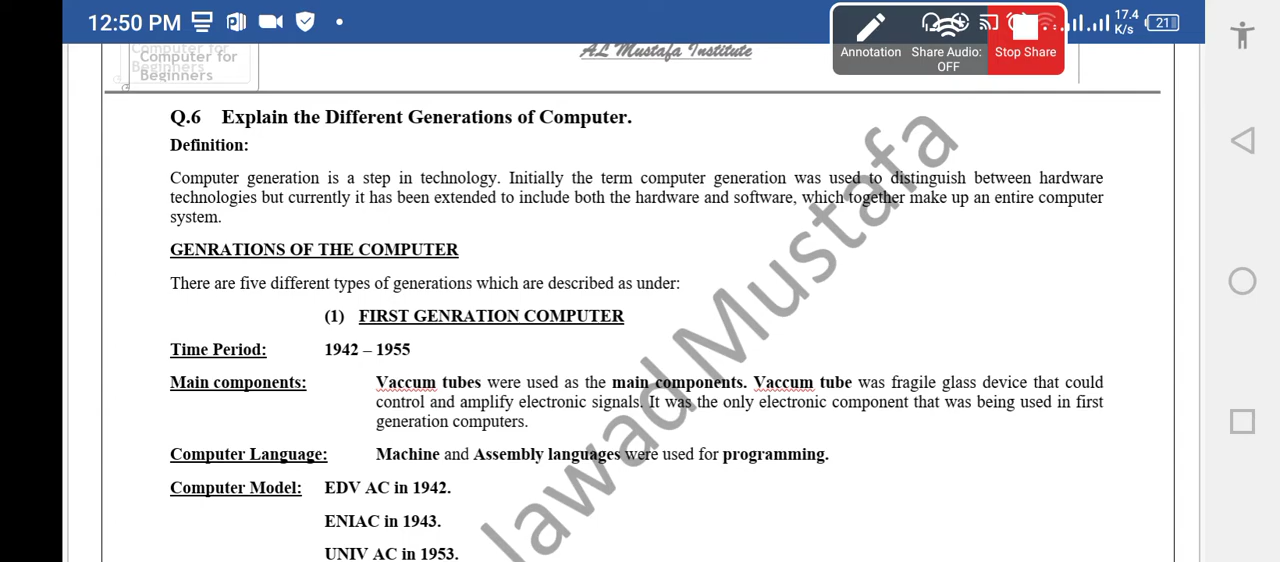 12:50 PM
17.4
K/s
21
Annotation
Share Audio:
OFF
Stop Share
Computer for
Beginners
Computer for
Beginners
AL Mustafa Institute
Q.6 Explain the Different Generations of Computer.
Definition:
Computer generation is a step in technology. Initially the term computer generation was used to distinguish between hardware
technologies but currently it has been extended to include both the hardware and software, which together make up an entire computer
system.
GENRATIONS OF THE COMPUTER
There are five different types of generations which are described as under:
(1) FIRST GENRATION COMPUTER
Time Period: 1942 – 1955
Main components: Vaccum tubes were used as the main components. Vaccum tube was fragile glass device that could
control and amplify electronic signals. It was the only electronic component that was being used in first
generation computers.
Computer Language: Machine and Assembly languages were used for programming.
Computer Model: EDV AC in 1942.
ENIAC in 1943.
UNIV AC in 1953.
Jawad Mustafa